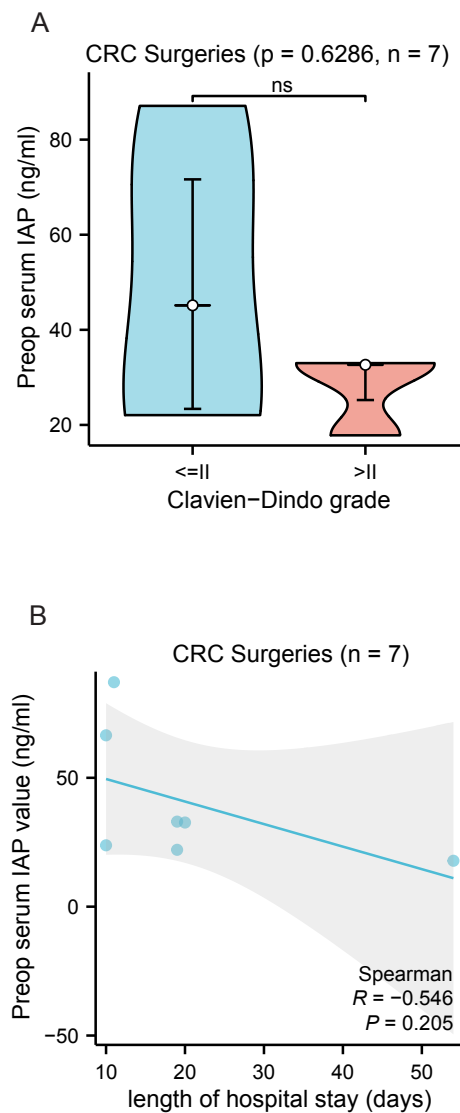 A
CRC Surgeries (p = 0.6286, n = 7)
ns
80
60
40
20
Preop serum IAP (ng/ml)
<=II
>II
Clavien−Dindo grade
B
CRC Surgeries (n = 7)
50
0
−50
Preop serum IAP value (ng/ml)
Spearman
R = −0.546
P = 0.205
10
20
30
40
50
length of hospital stay (days)